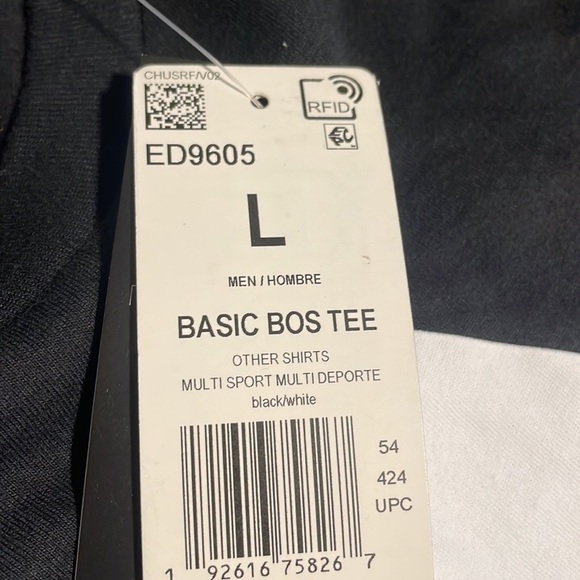 CHUSRF/V02
RFID
EPC
ED9605
L
MEN / HOMBRE
BASIC BOS TEE
OTHER SHIRTS
MULTI SPORT MULTI DEPORTE
black/white
54
424
UPC
1 92616 75826 7